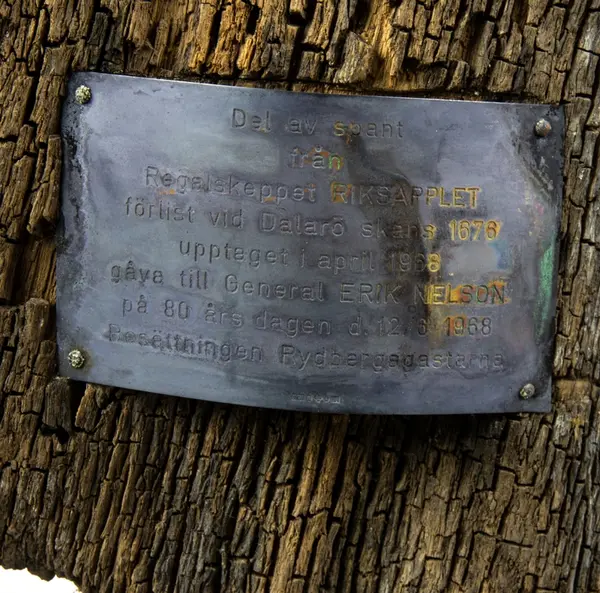 Del av spant
från
Regalskeppet RIKSÄPPLET
förlist vid Dalarö skans 1676
upptaget i april 1968
gåva till General ERIK NELSON
på 80 års dagen d. 12.6 1968
Besättningen Rydbergsgastarna